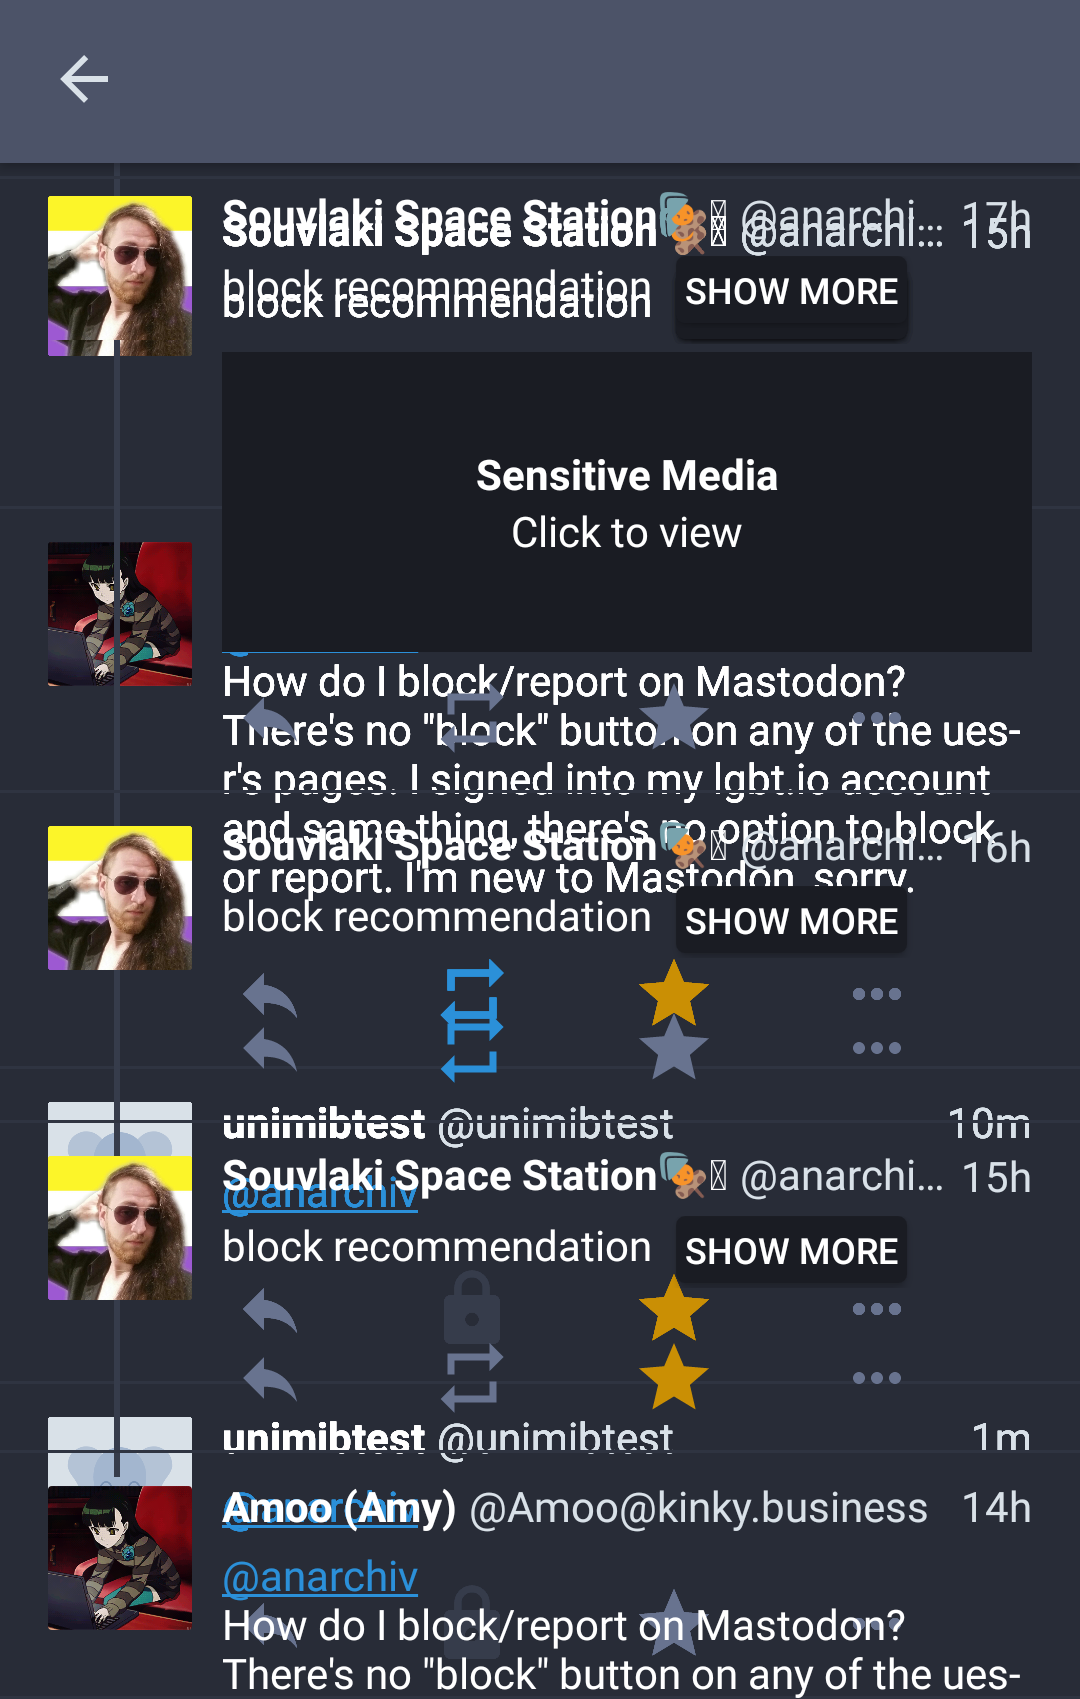 Souvlaki Space Station @anarchi... 17h
Souvlaki Space Station @anarchi... 15h
block recommendation SHOW MORE
block recommendation
Sensitive Media
Click to view
How do I block/report on Mastodon?
There's no "block" button on any of the ues-
r's pages. I signed into my lgbt.io account
and same thing, there's no option to block
Souvlaki Space Station @anarchi... 16h
or report. I'm new to Mastodon, sorry.
block recommendation SHOW MORE
unimibtest @unimibtest 10m
Souvlaki Space Station @anarchi... 15h
@anarchiv
block recommendation SHOW MORE
unimibtest @unimibtest 1m
@anarchiv
Amoo (Amy) @Amoo@kinky.business 14h
@anarchiv
How do I block/report on Mastodon?
There's no "block" button on any of the ues-